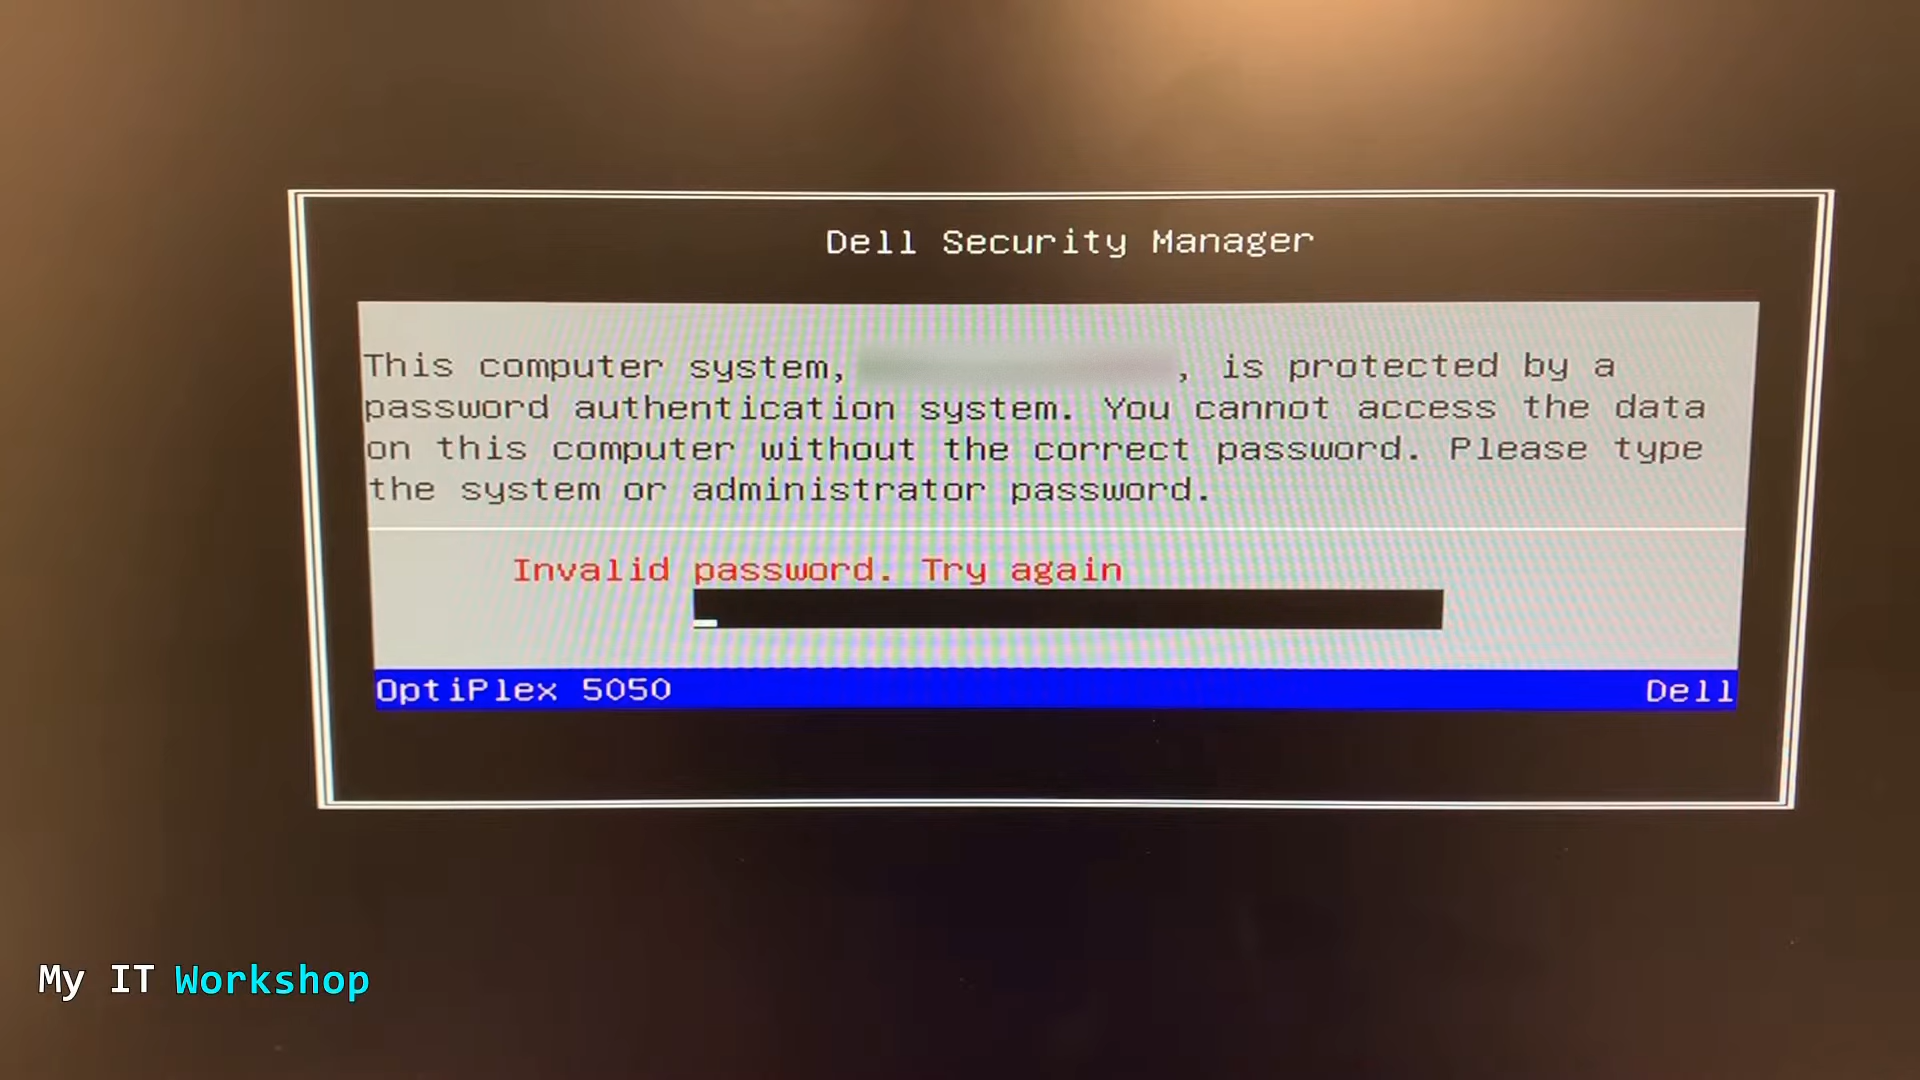 Dell Security Manager
This computer system, , is protected by a
password authentication system. You cannot access the data
on this computer without the correct password. Please type
the system or administrator password.
Invalid password. Try again
OptiPlex 5050 Dell
My IT Workshop